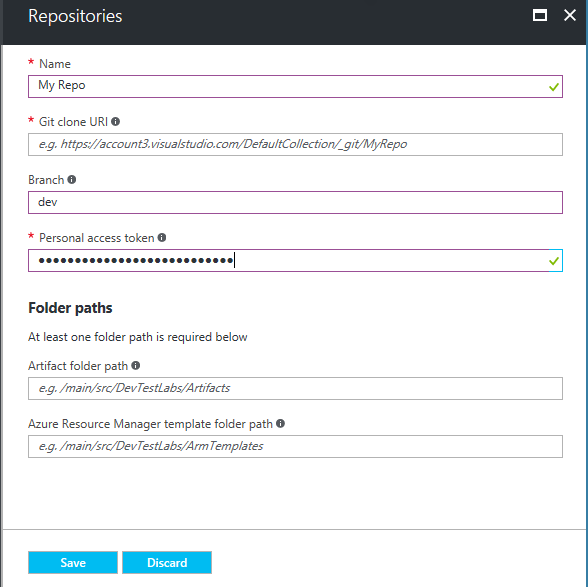 Repositories
* Name
My Repo
* Git clone URI
e.g. https://account3.visualstudio.com/DefaultCollection/_git/MyRepo
Branch
dev
* Personal access token
•••••••••••••••••••••••••••
Folder paths
At least one folder path is required below
Artifact folder path
e.g. /main/src/DevTestLabs/Artifacts
Azure Resource Manager template folder path
e.g. /main/src/DevTestLabs/ArmTemplates
Save Discard